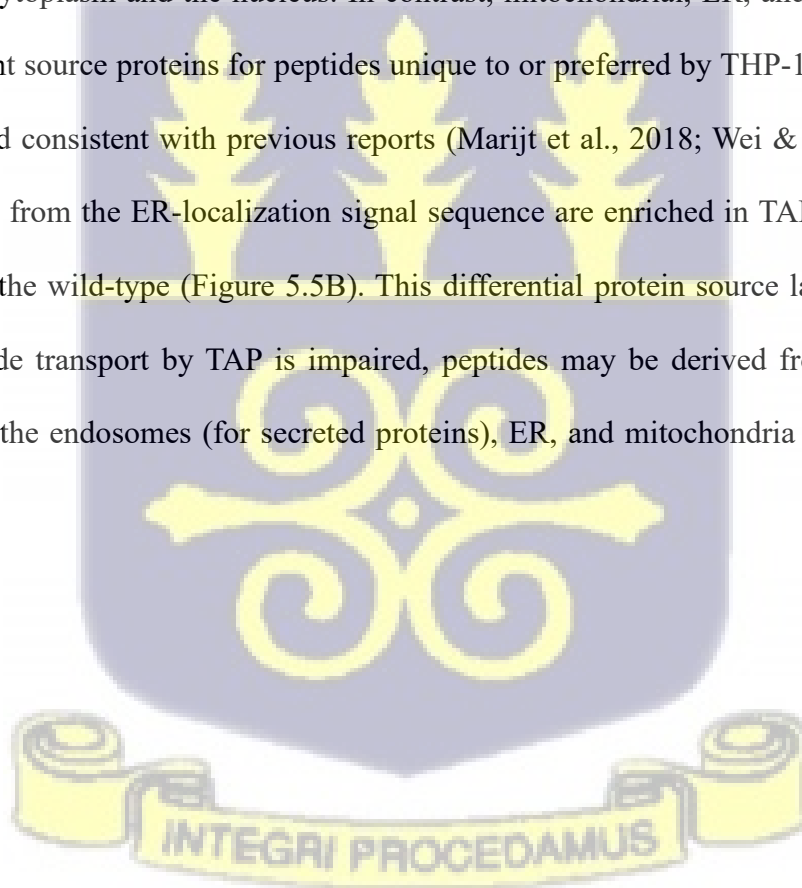 cytoplasm and the nucleus. In contrast, mitochondrial, ER, and
nt source proteins for peptides unique to or preferred by THP-1
d consistent with previous reports (Marijt et al., 2018; Wei &
from the ER-localization signal sequence are enriched in TAP
the wild-type (Figure 5.5B). This differential protein source la
de transport by TAP is impaired, peptides may be derived fro
the endosomes (for secreted proteins), ER, and mitochondria
INTEGRI PROCEDAMUS